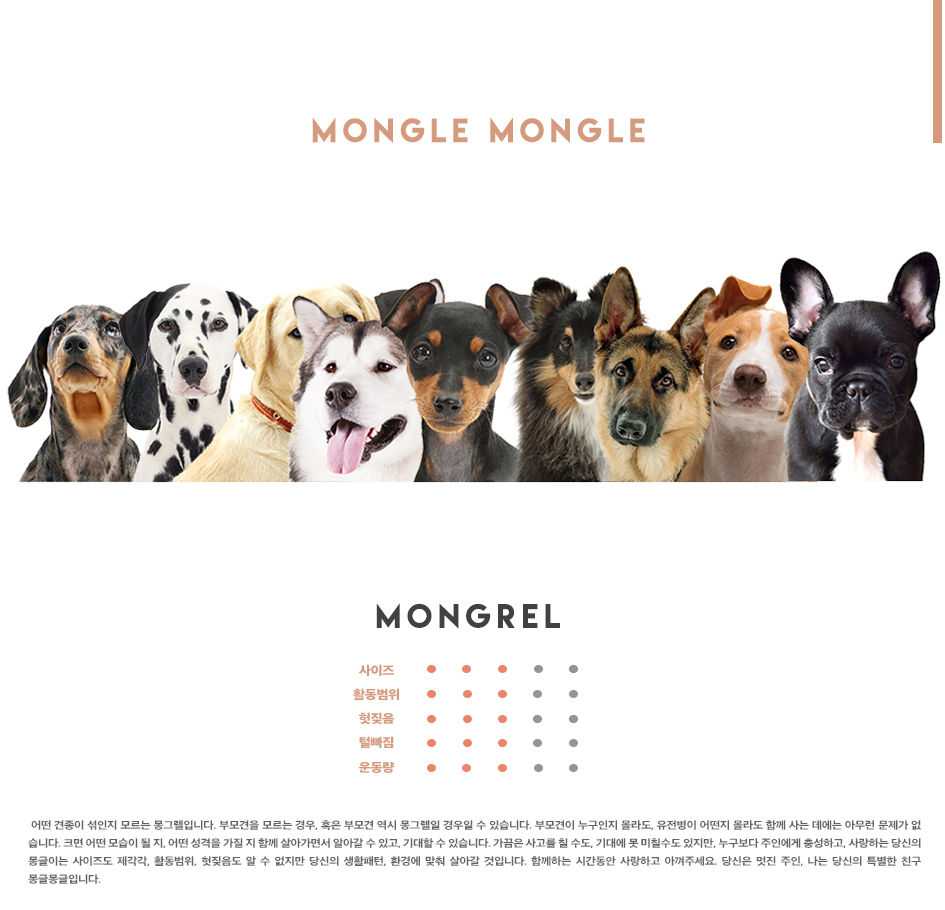 MONGLE MONGLE
MONGREL
사이즈
활동범위
헛짖음
털빠짐
운동량
어떤 견종이 섞인지 모르는 몽그렐입니다. 부모견을 모르는 경우, 혹은 부모견 역시 몽그렐일 경우일 수 있습니다. 부모견이 누구인지 몰라도, 유전병이 어떤지 몰라도 함께 사는 데에는 아무런 문제가 없
습니다. 크면 어떤 모습이 될 지, 어떤 성격을 가질 지 함께 살아가면서 알아갈 수 있고, 기대할 수 있습니다. 가끔은 사고를 칠 수도, 기대에 못 미칠수도 있지만, 누구보다 주인에게 충성하고, 사랑하는 당신의
몽글이는 사이즈도 제각각, 활동범위, 헛짖음도 알 수 없지만 당신의 생활패턴, 환경에 맞춰 살아갈 것입니다. 함께하는 시간동안 사랑하고 아껴주세요. 당신은 멋진 주인, 나는 당신의 특별한 친구
몽글몽글입니다.